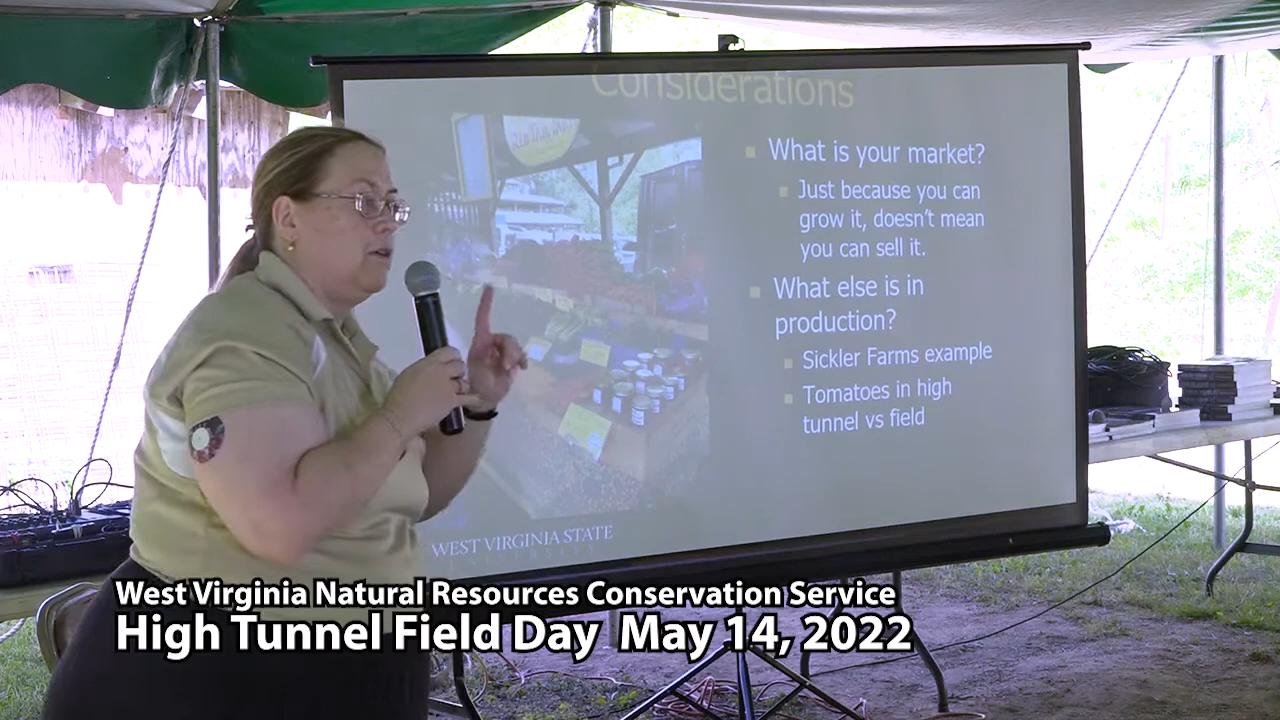 Considerations
What is your market?
Just because you can
grow it, doesn't mean
you can sell it.
What else is in
production?
Sickler Farms example
Tomatoes in high
tunnel vs field
WEST VIRGINIA STATE
UNIVERSITY
West Virginia Natural Resources Conservation Service
High Tunnel Field Day May 14, 2022